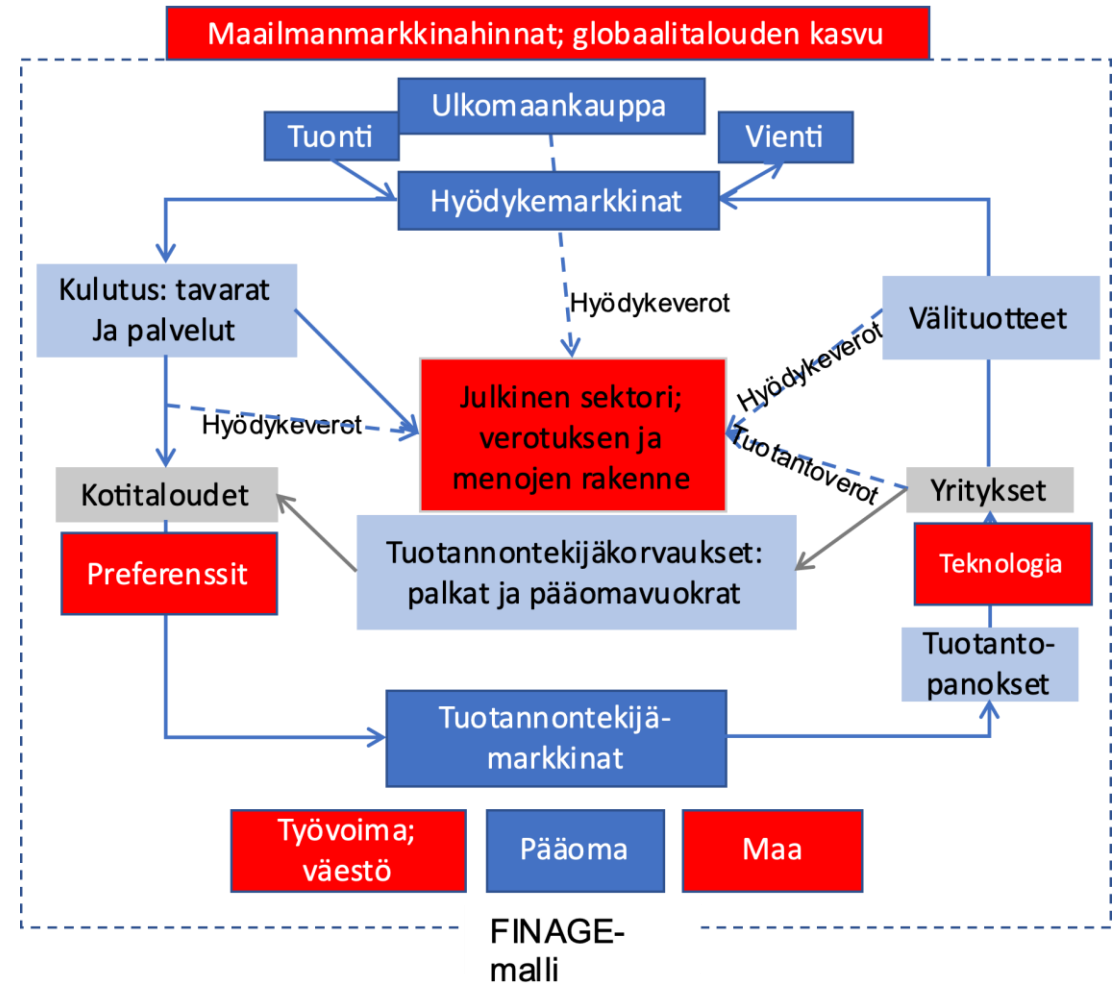 Maailmanmarkkinahinnat; globaalitalouden kasvu
Ulkomaankauppa
Tuonti
Vienti
Hyödykemarkkinat
Kulutus: tavarat
Ja palvelut
Hyödykeverot
Välituotteet
Hyödykeverot
Julkinen sektori;
verotuksen ja
menojen rakenne
Hyödykeverot
Tuotantoverot
Kotitaloudet
Yritykset
Preferenssit
Tuotannontekijäkorvaukset:
palkat ja pääomavuokrat
Teknologia
Tuotanto-
panokset
Tuotannontekijä-
markkinat
Työvoima;
väestö
Pääoma
Maa
FINAGE-
malli